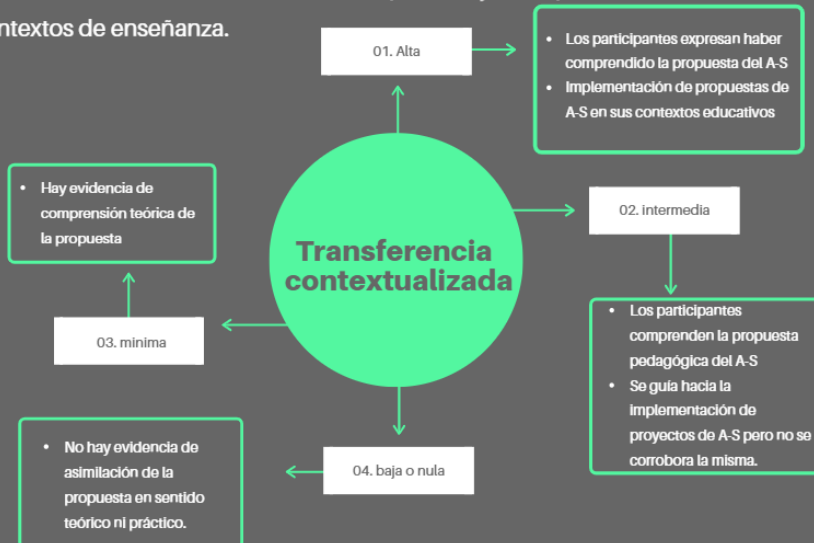 ntextos de enseñanza.
01. Alta
• Los participantes expresan haber
comprendido la propuesta del A-S
• Implementación de propuestas de
A-S en sus contextos educativos
• Hay evidencia de
comprensión teórica de
la propuesta
02. intermedia
Transferencia
contextualizada
• Los participantes
comprenden la propuesta
pedagógica del A-S
• Se guía hacia la
implementación de
proyectos de A-S pero no se
corrobora la misma.
03. minima
• No hay evidencia de
asimilación de la
propuesta en sentido
teórico ni práctico.
04. baja o nula